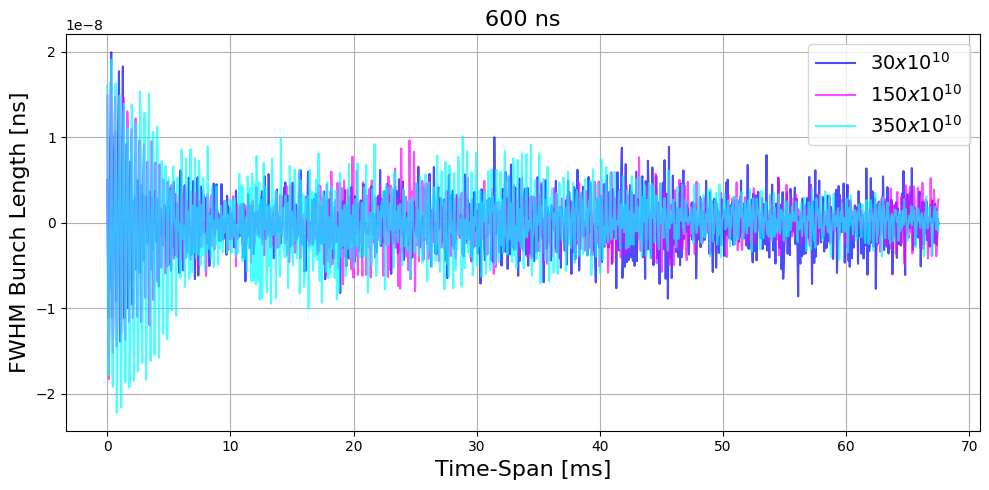 600 ns
1e−8
FWHM Bunch Length [ns]
2
1
0
−1
−2
30x10^10
150x10^10
350x10^10
0 10 20 30 40 50 60 70
Time-Span [ms]